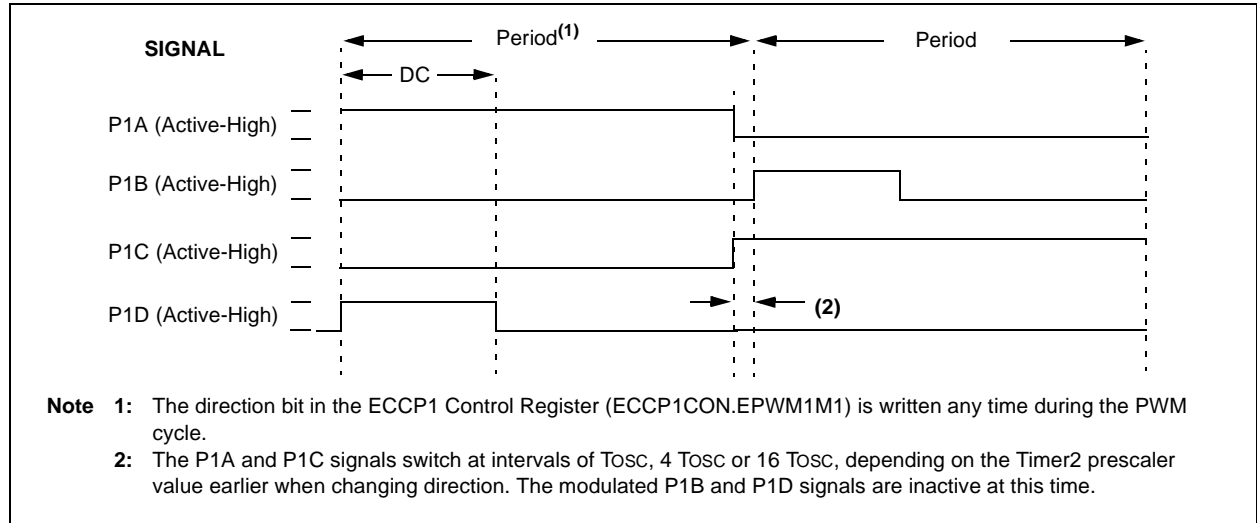 SIGNAL
Period(1)
Period
DC
P1A (Active-High)
P1B (Active-High)
P1C (Active-High)
P1D (Active-High)
(2)
Note 1: The direction bit in the ECCP1 Control Register (ECCP1CON.EPWM1M1) is written any time during the PWM
cycle.
2: The P1A and P1C signals switch at intervals of TOSC, 4 TOSC or 16 TOSC, depending on the Timer2 prescaler
value earlier when changing direction. The modulated P1B and P1D signals are inactive at this time.